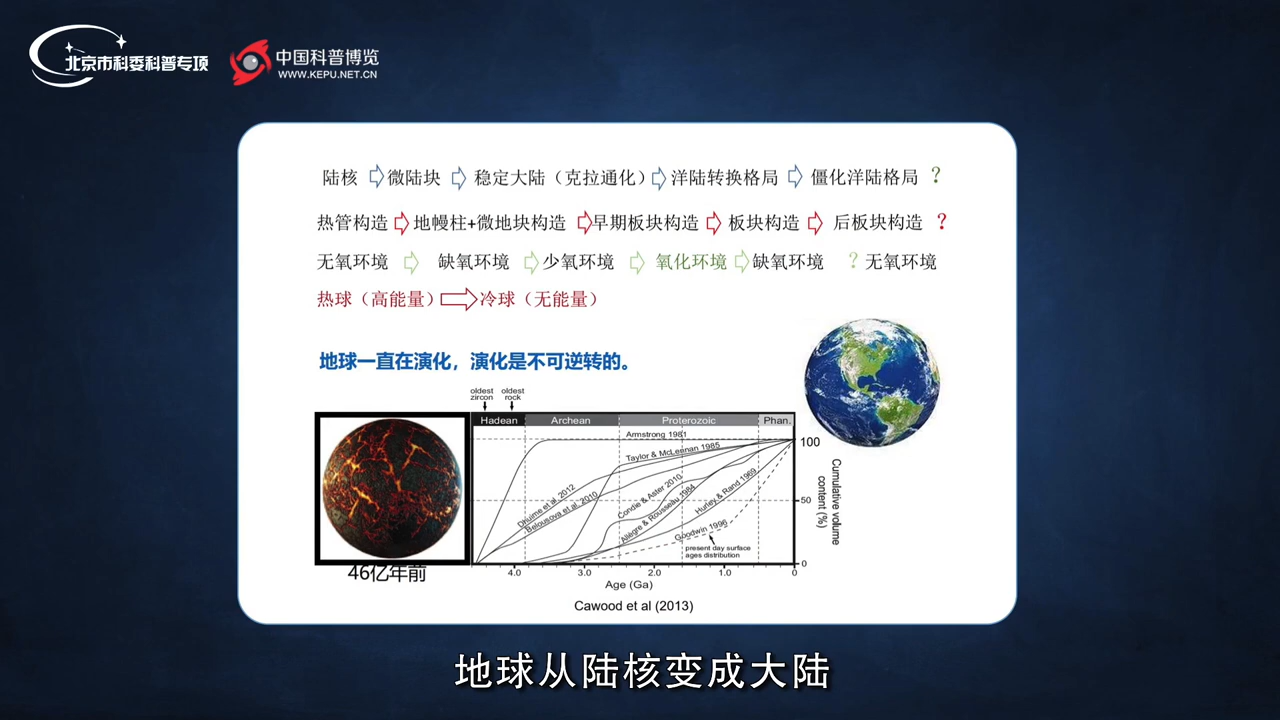 北京市科委科普专项
中国科普博览
WWW.KEPU.NET.CN
陆核 微陆块 稳定大陆（克拉通化） 洋陆转换格局 僵化洋陆格局 ？
热管构造 地幔柱+微地块构造 早期板块构造 板块构造 后板块构造 ？
无氧环境 缺氧环境 少氧环境 氧化环境 缺氧环境 ？ 无氧环境
热球（高能量） 冷球（无能量）
地球一直在演化，演化是不可逆转的。
oldest zircon
oldest rock
Hadean Archean Proterozoic Phan.
Armstrong 1981
Taylor & McLennan 1985
Dhuime et al. 2012
Belousova et al. 2010
Condie & Aster 2010
Allègre & Rousseau 1984
Hurley & Rand 1969
Goodwin 1996
present day surface
ages distribution
100
50
0
Cumulative volume
content (%)
4.0 3.0 2.0 1.0 0
Age (Ga)
46亿年前
Cawood et al (2013)
地球从陆核变成大陆